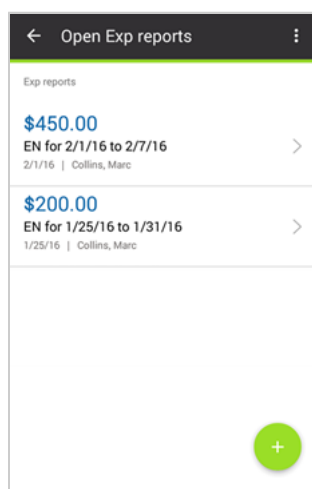 Open Exp reports
Exp reports
$450.00
EN for 2/1/16 to 2/7/16
2/1/16 | Collins, Marc
$200.00
EN for 1/25/16 to 1/31/16
1/25/16 | Collins, Marc